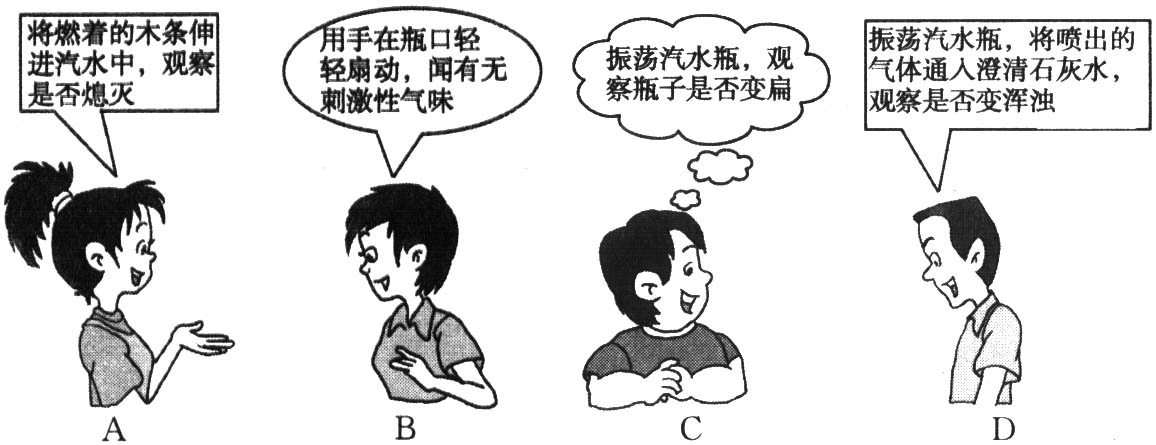 将燃着的木条伸
进汽水中，观察
是否熄灭
用手在瓶口轻
轻扇动，闻有无
刺激性气味
振荡汽水瓶，观
察瓶子是否变扁
振荡汽水瓶，将喷出的
气体通入澄清石灰水，
观察是否变浑浊
A
B
C
D